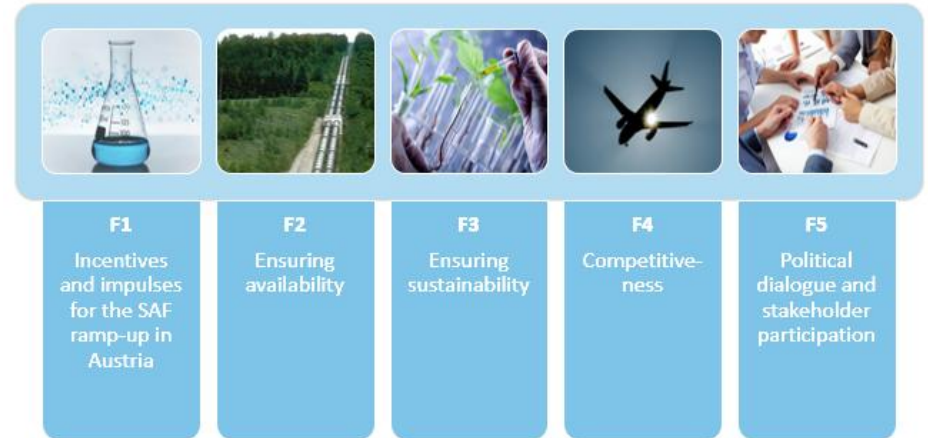 F1
Incentives
and impulses
for the SAF
ramp-up in
Austria
F2
Ensuring
availability
F3
Ensuring
sustainability
F4
Competitive-
ness
F5
Political
dialogue and
stakeholder
participation